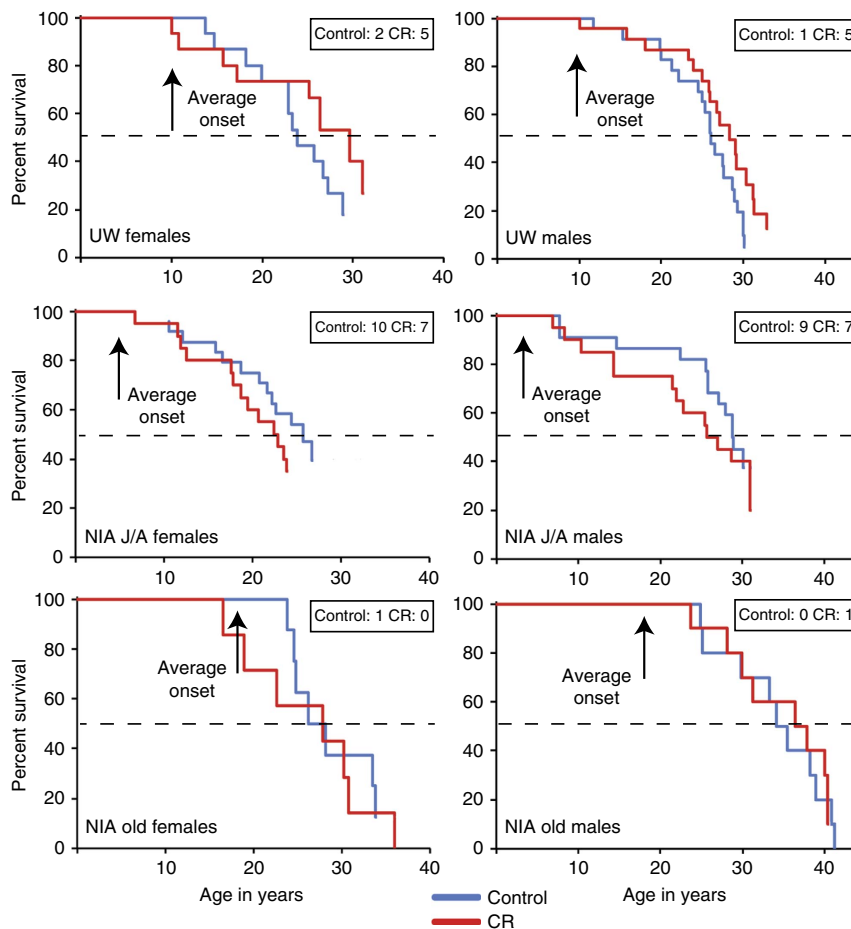 100
80
60
40
20
0
Percent survival
Control: 2 CR: 5
Average
onset
UW females
10
20
30
40
100
80
60
40
20
0
Control: 1 CR: 5
Average
onset
UW males
10
20
30
40
100
80
60
40
20
0
Percent survival
Control: 10 CR: 7
Average
onset
NIA J/A females
10
20
30
40
100
80
60
40
20
0
Control: 9 CR: 7
Average
onset
NIA J/A males
10
20
30
40
100
80
60
40
20
0
Percent survival
Control: 1 CR: 0
Average
onset
NIA old females
10
20
30
40
Age in years
100
80
60
40
20
0
Control: 0 CR: 1
Average
onset
NIA old males
10
20
30
40
Age in years
Control
CR